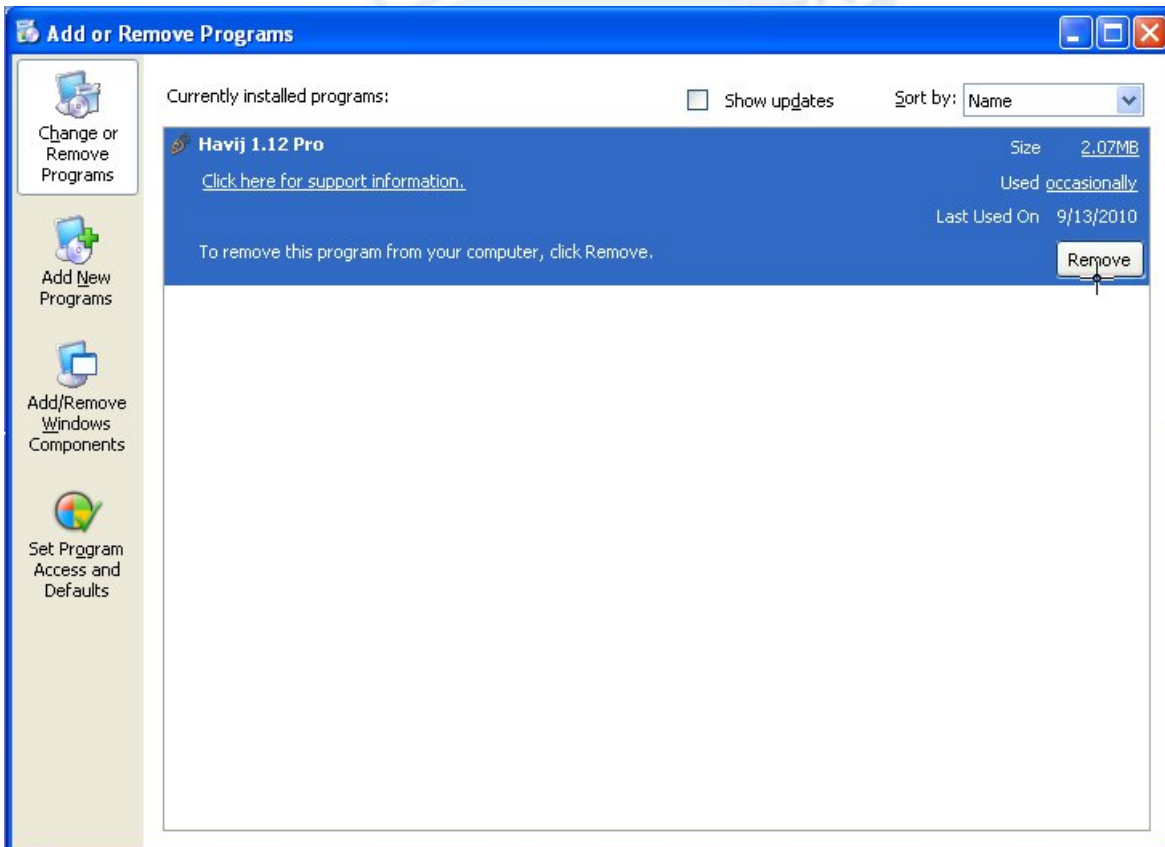 Add or Remove Programs
Change or
Remove
Programs
Add New
Programs
Add/Remove
Windows
Components
Set Program
Access and
Defaults
Currently installed programs:
Show updates
Sort by: Name
Havij 1.12 Pro
Size 2.07MB
Click here for support information.
Used occasionally
Last Used On 9/13/2010
To remove this program from your computer, click Remove.
Remove